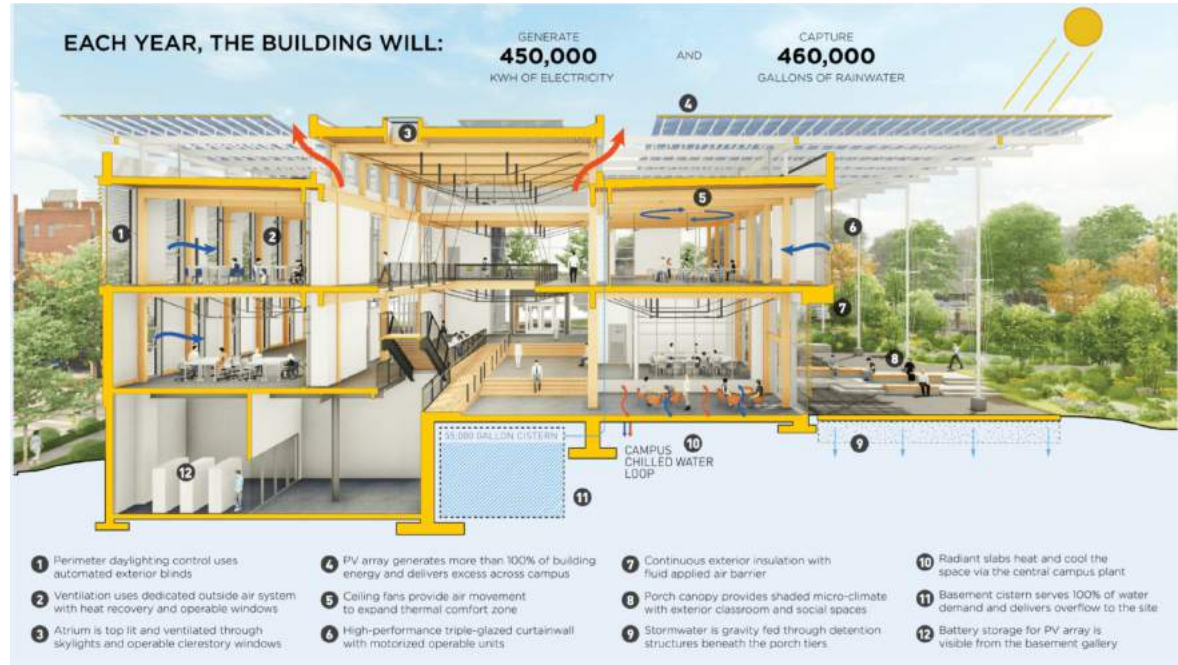 EACH YEAR, THE BUILDING WILL:
GENERATE
450,000
KWH OF ELECTRICITY
AND
CAPTURE
460,000
GALLONS OF RAINWATER
4
3
5
1
2
6
7
8
55,000 GALLON CISTERN
CAMPUS
CHILLED WATER
LOOP
10
9
12
11
1 Perimeter daylighting control uses
automated exterior blinds
2 Ventilation uses dedicated outside air system
with heat recovery and operable windows
3 Atrium is top lit and ventilated through
skylights and operable clerestory windows
4 PV array generates more than 100% of building
energy and delivers excess across campus
5 Ceiling fans provide air movement
to expand thermal comfort zone
6 High-performance triple-glazed curtainwall
with motorized operable units
7 Continuous exterior insulation with
fluid applied air barrier
8 Porch canopy provides shaded micro-climate
with exterior classroom and social spaces
9 Stormwater is gravity fed through detention
structures beneath the porch tiers
10 Radiant slabs heat and cool the
space via the central campus plant
11 Basement cistern serves 100% of water
demand and delivers overflow to the site
12 Battery storage for PV array is
visible from the basement gallery